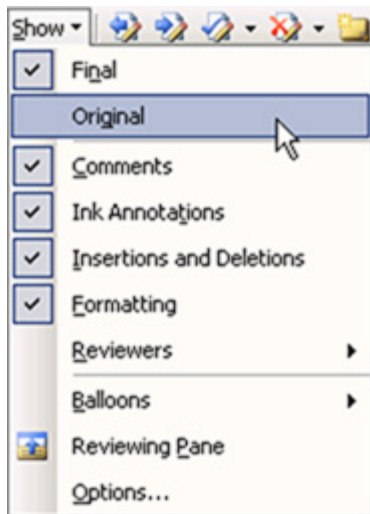 Show
Final
Original
Comments
Ink Annotations
Insertions and Deletions
Formatting
Reviewers
Balloons
Reviewing Pane
Options...